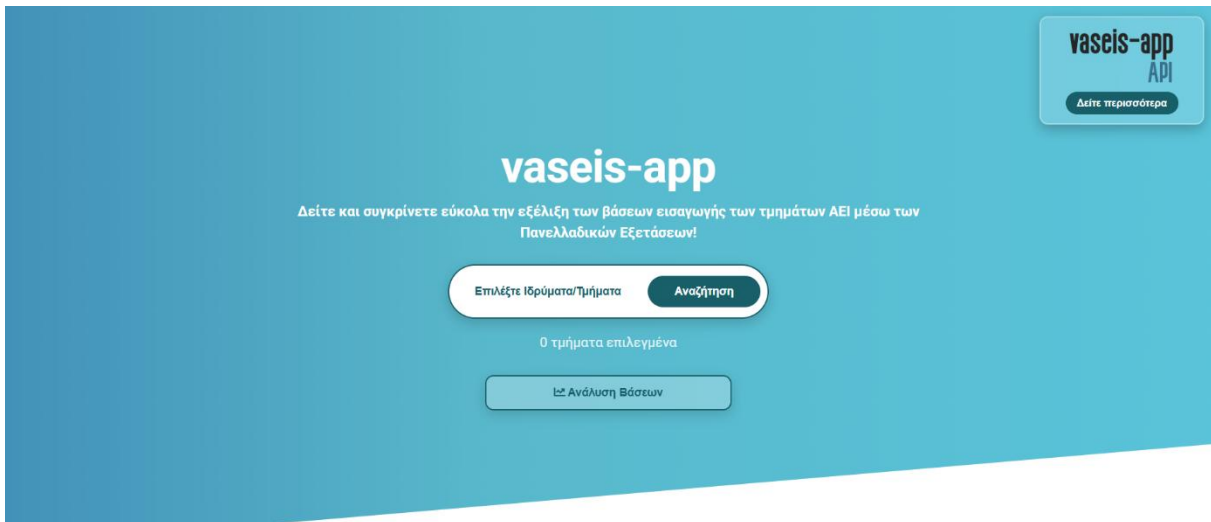 vaseis-app
API
Δείτε περισσότερα
vaseis-app
Δείτε και συγκρίνετε εύκολα την εξέλιξη των βάσεων εισαγωγής των τμημάτων ΑΕΙ μέσω των
Πανελλαδικών Εξετάσεων!
Επιλέξτε Ιδρύματα/Τμήματα Αναζήτηση
0 τμήματα επιλεγμένα
Ανάλυση Βάσεων